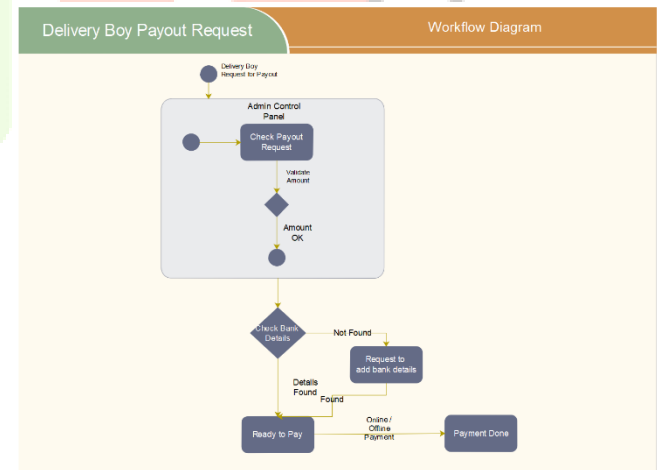 Delivery Boy Payout Request
Workflow Diagram
Delivery Boy
Request for Payout
Admin Control
Panel
Check Payout
Request
Validate
Amount
Amount
OK
Check Bank
Details
Not Found
Request to
add bank details
Details
Found
Found
Ready to Pay
Online /
Offline
Payment
Payment Done